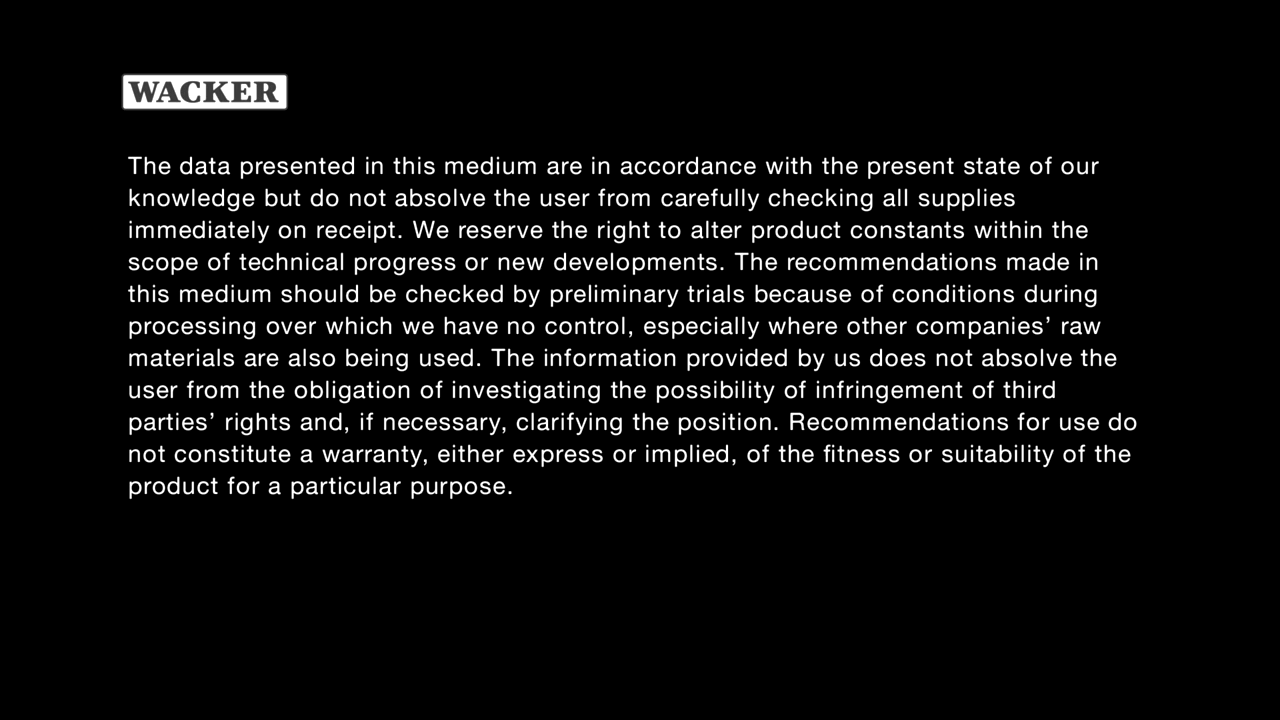 WACKER
The data presented in this medium are in accordance with the present state of our
knowledge but do not absolve the user from carefully checking all supplies
immediately on receipt. We reserve the right to alter product constants within the
scope of technical progress or new developments. The recommendations made in
this medium should be checked by preliminary trials because of conditions during
processing over which we have no control, especially where other companies’ raw
materials are also being used. The information provided by us does not absolve the
user from the obligation of investigating the possibility of infringement of third
parties’ rights and, if necessary, clarifying the position. Recommendations for use do
not constitute a warranty, either express or implied, of the fitness or suitability of the
product for a particular purpose.